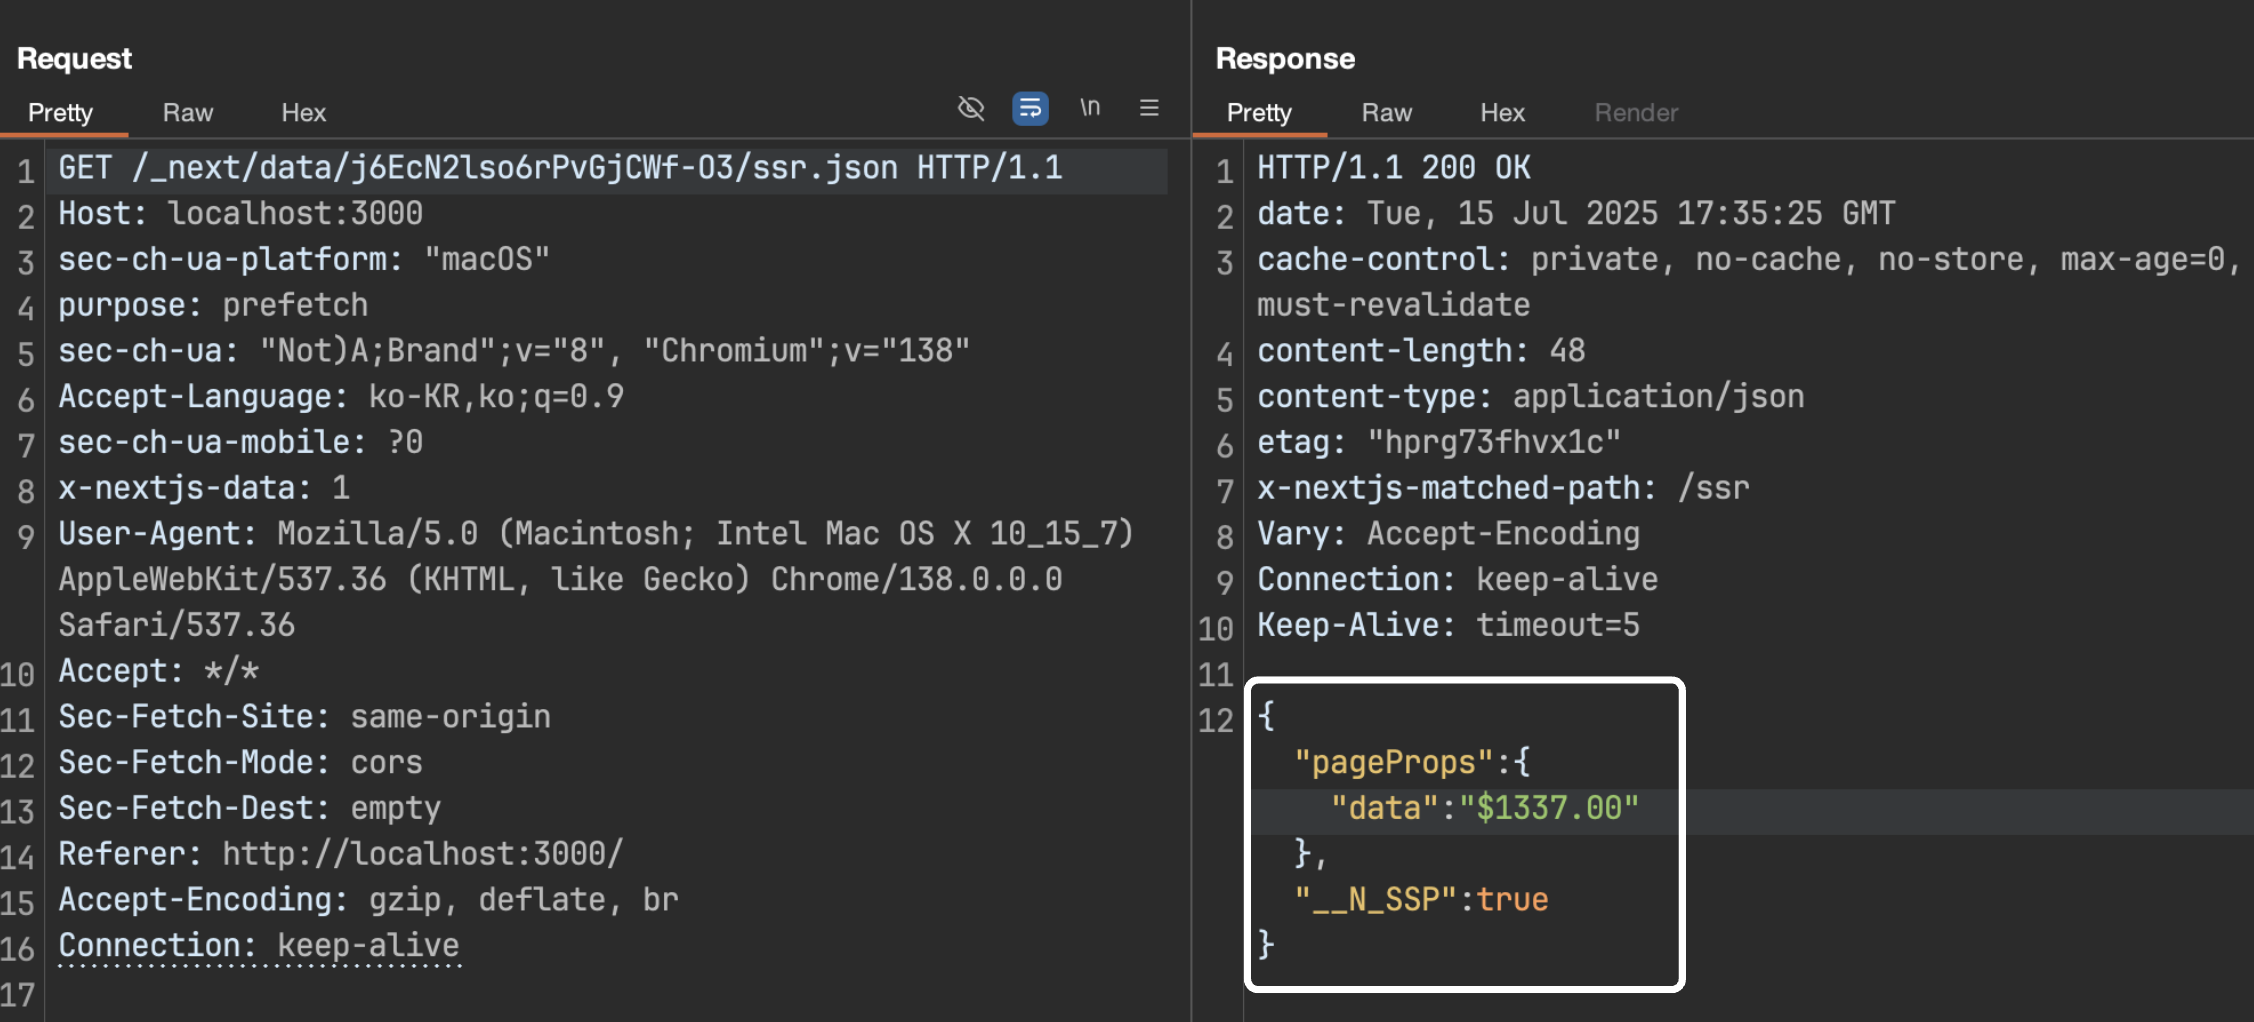 Request
Pretty Raw Hex \n
1 GET /_next/data/j6EcN2lso6rPvGjCWf-O3/ssr.json HTTP/1.1
2 Host: localhost:3000
3 sec-ch-ua-platform: "macOS"
4 purpose: prefetch
5 sec-ch-ua: "Not)A;Brand";v="8", "Chromium";v="138"
6 Accept-Language: ko-KR,ko;q=0.9
7 sec-ch-ua-mobile: ?0
8 x-nextjs-data: 1
9 User-Agent: Mozilla/5.0 (Macintosh; Intel Mac OS X 10_15_7)
AppleWebKit/537.36 (KHTML, like Gecko) Chrome/138.0.0.0
Safari/537.36
10 Accept: */*
11 Sec-Fetch-Site: same-origin
12 Sec-Fetch-Mode: cors
13 Sec-Fetch-Dest: empty
14 Referer: http://localhost:3000/
15 Accept-Encoding: gzip, deflate, br
16 Connection: keep-alive
17
Response
Pretty Raw Hex Render
1 HTTP/1.1 200 OK
2 date: Tue, 15 Jul 2025 17:35:25 GMT
3 cache-control: private, no-cache, no-store, max-age=0,
must-revalidate
4 content-length: 48
5 content-type: application/json
6 etag: "hprg73fhvx1c"
7 x-nextjs-matched-path: /ssr
8 Vary: Accept-Encoding
9 Connection: keep-alive
10 Keep-Alive: timeout=5
11
12 {
"pageProps":{
"data":"$1337.00"
},
"__N_SSP":true
}